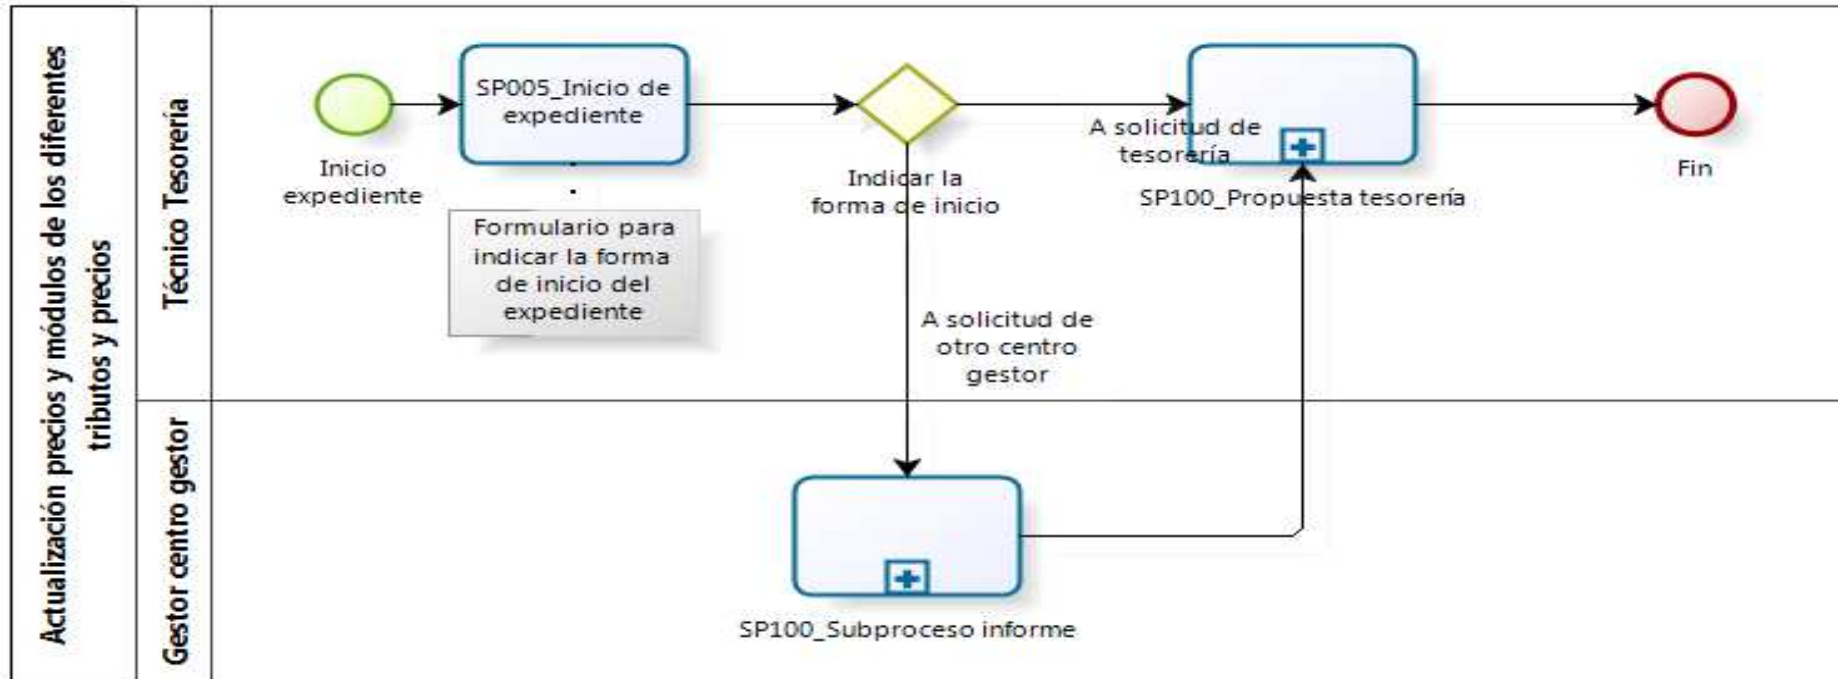 Actualización precios y módulos de los diferentes
tributos y precios
Técnico Tesorería
Inicio
expediente
SP005_Inicio de
expediente
Formulario para
indicar la forma
de inicio del
expediente
Indicar la
forma de inicio
A solicitud de
tesorería
SP100_Propuesta tesorería
Fin
A solicitud de
otro centro
gestor
Gestor centro gestor
SP100_Subproceso informe